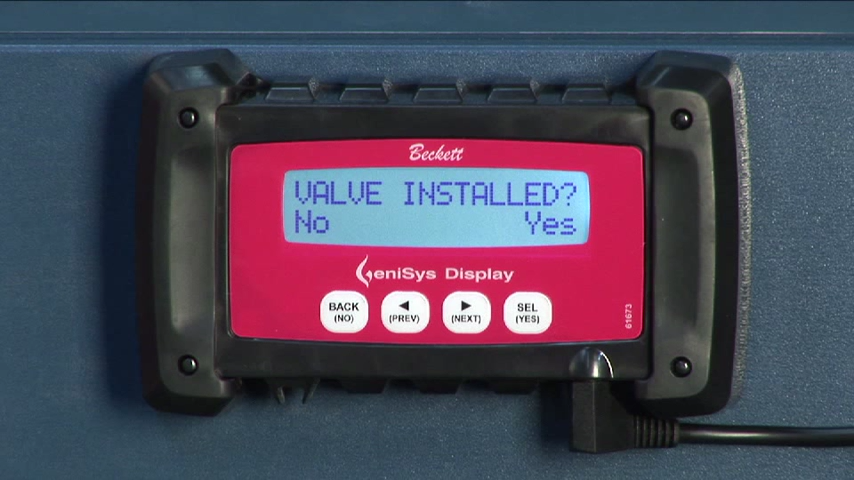 Beckett
VALVE INSTALLED?
No Yes
GeniSys Display
BACK
(NO)
(PREV)
(NEXT)
SEL
(YES)
61673